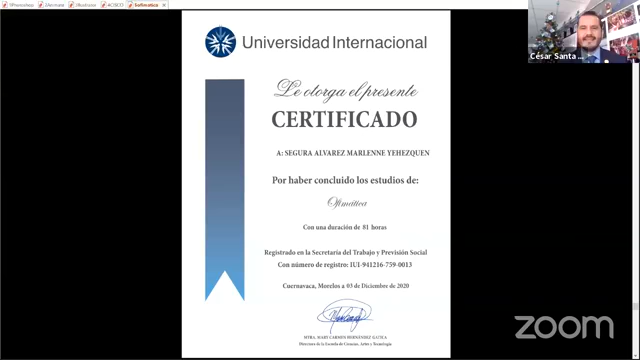 5ofimatica
César Santa ...
Universidad Internacional
Le otorga el presente
CERTIFICADO
A: SEGURA ALVAREZ MARLENNE YEHEZQUEN
Por haber concluido los estudios de:
Ofimática
Con una duración de 81 horas
Registrado en la Secretaría del Trabajo y Previsión Social
Con número de registro: IUI-941216-759-0013
Cuernavaca, Morelos a 03 de Diciembre de 2020
MTRA. MARY CARMEN HERNÁNDEZ
Directora de la Escuela de Ciencias, Artes y Tecnología
zoom